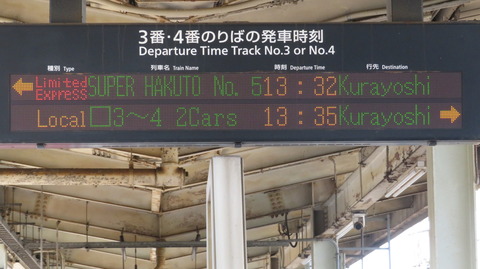 3番・4番のりばの発車時刻
Departure Time Track No.3 or No.4
種別 Type 列車名 Train Name 時刻 Departure Time 行先 Destination
Limited Express SUPER HAKUTO No. 5 13:32 Kurayoshi
Local □3〜4 2Cars 13:35 Kurayoshi